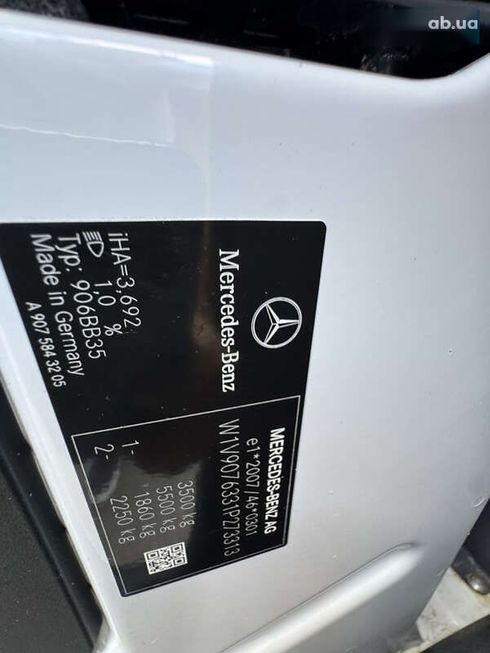 ab.ua
Mercedes-Benz
iHA=3,692
1,0 %
Typ: 906BB35
Made in Germany
A 907 584 32 05
MERCEDES-BENZ AG
e1*2007/46*0301
W1V9076331P273313
3500 kg
5500 kg
1- 1860 kg
2- 2250 kg